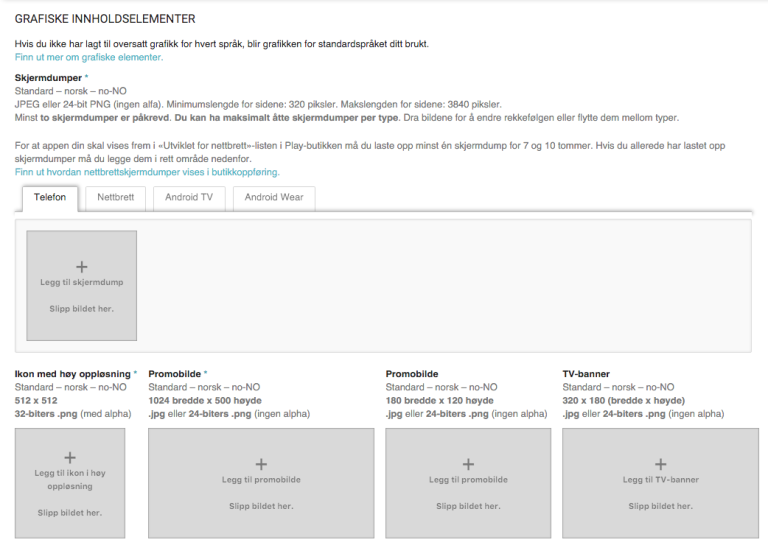 GRAFISKE INNHOLDSELEMENTER
Hvis du ikke har lagt til oversatt grafikk for hvert språk, blir grafikken for standardspråket ditt brukt.
Finn ut mer om grafiske elementer.
Skjermdumper *
Standard – norsk – no-NO
JPEG eller 24-bit PNG (ingen alfa). Minimumslengde for sidene: 320 piksler. Makslengden for sidene: 3840 piksler.
Minst to skjermdumper er påkrevd. Du kan ha maksimalt åtte skjermdumper per type. Dra bildene for å endre rekkefølgen eller flytte dem mellom typer.
For at appen din skal vises frem i «Utviklet for nettbrett»-listen i Play-butikken må du laste opp minst én skjermdump for 7 og 10 tommer. Hvis du allerede har lastet opp
skjermdumper må du legge dem i rett område nedenfor.
Finn ut hvordan nettbrettskjermdumper vises i butikkoppføring.
Telefon Nettbrett Android TV Android Wear
+
Legg til skjermdump
Slipp bildet her.
Ikon med høy oppløsning *
Standard – norsk – no-NO
512 x 512
32-biters .png (med alpha)
+
Legg til ikon i høy
oppløsning
Slipp bildet her.
Promobilde *
Standard – norsk – no-NO
1024 bredde x 500 høyde
.jpg eller 24-biters .png (ingen alpha)
+
Legg til promobilde
Slipp bildet her.
Promobilde
Standard – norsk – no-NO
180 bredde x 120 høyde
.jpg eller 24-biters .png (ingen alpha)
+
Legg til promobilde
Slipp bildet her.
TV-banner
Standard – norsk – no-NO
320 x 180 (bredde x høyde)
.jpg eller 24-biters .png (ingen alpha)
+
Legg til TV-banner
Slipp bildet her.